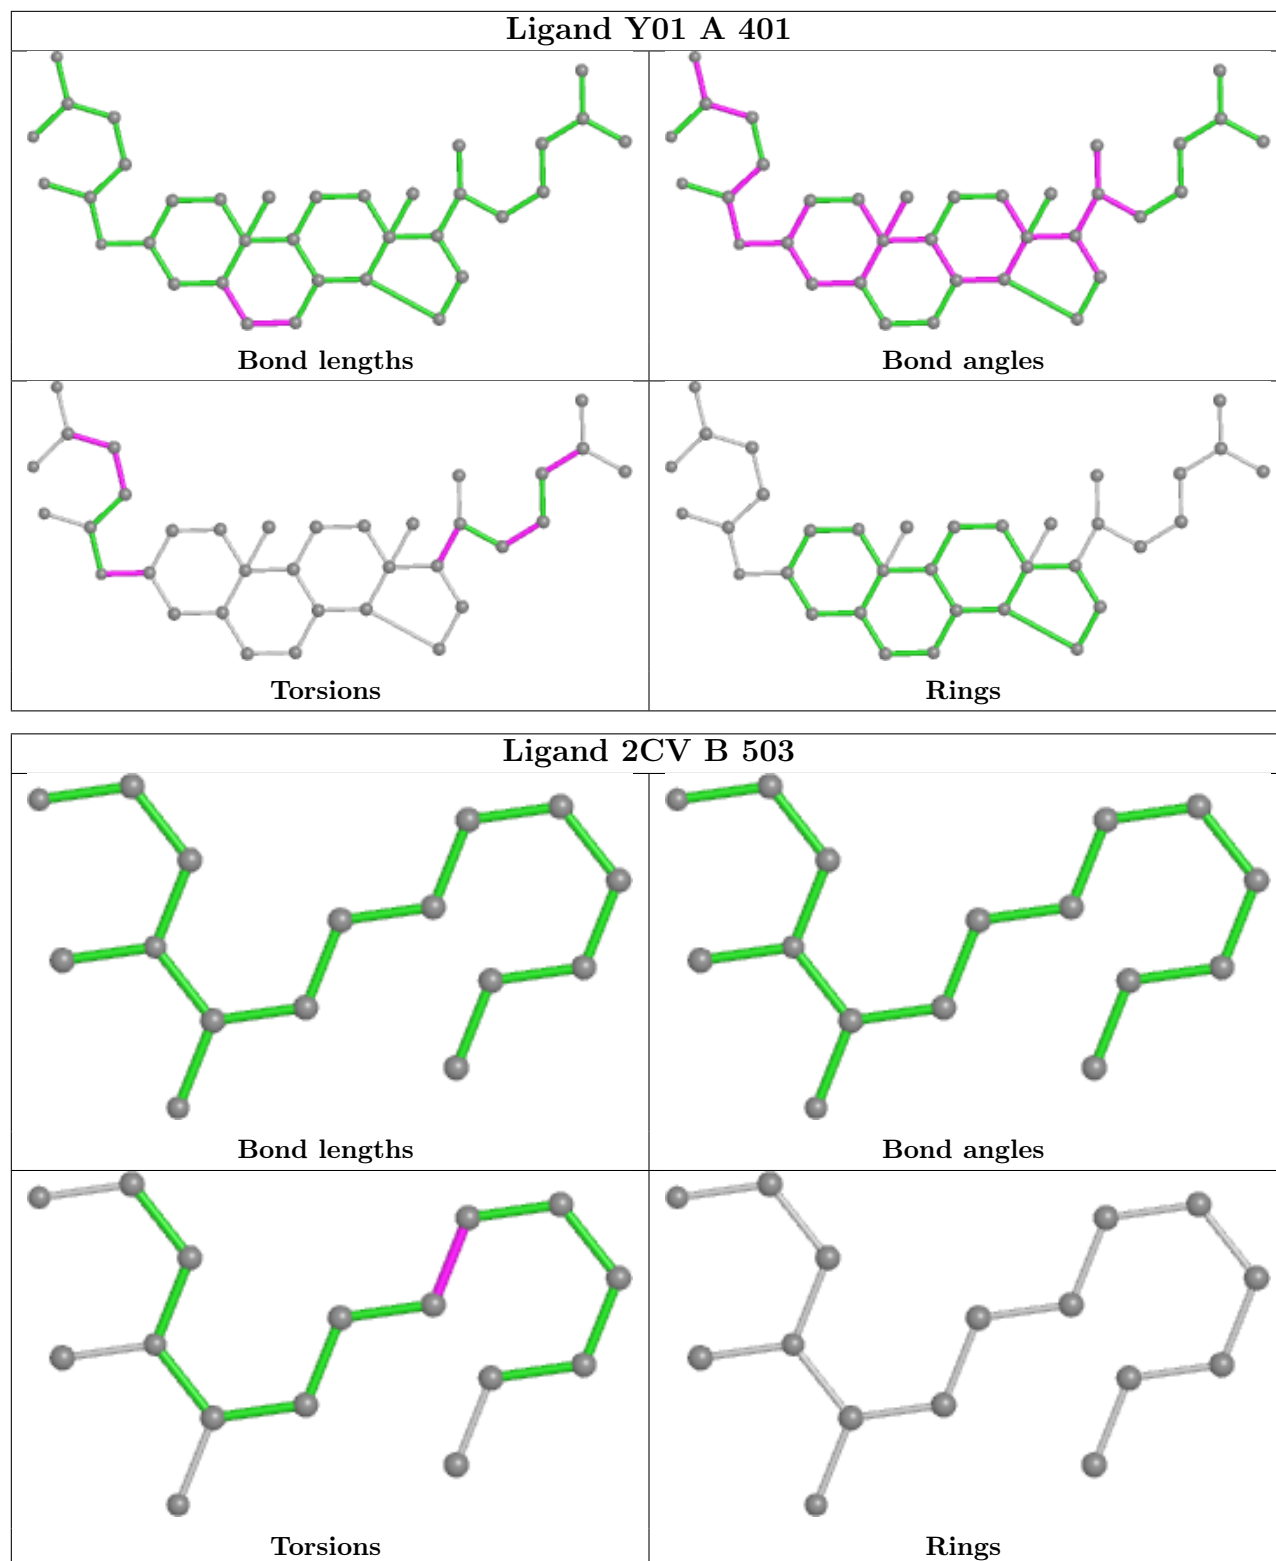 Ligand Y01 A 401
Bond lengths
Bond angles
Torsions
Rings
Ligand 2CV B 503
Bond lengths
Bond angles
Torsions
Rings